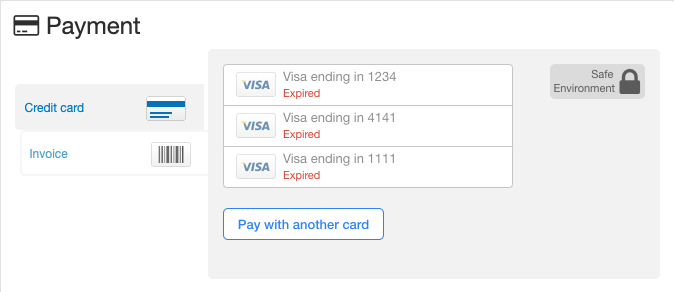 Payment
Credit card
Invoice
VISA Visa ending in 1234
Expired
VISA Visa ending in 4141
Expired
VISA Visa ending in 1111
Expired
Pay with another card
Safe
Environment